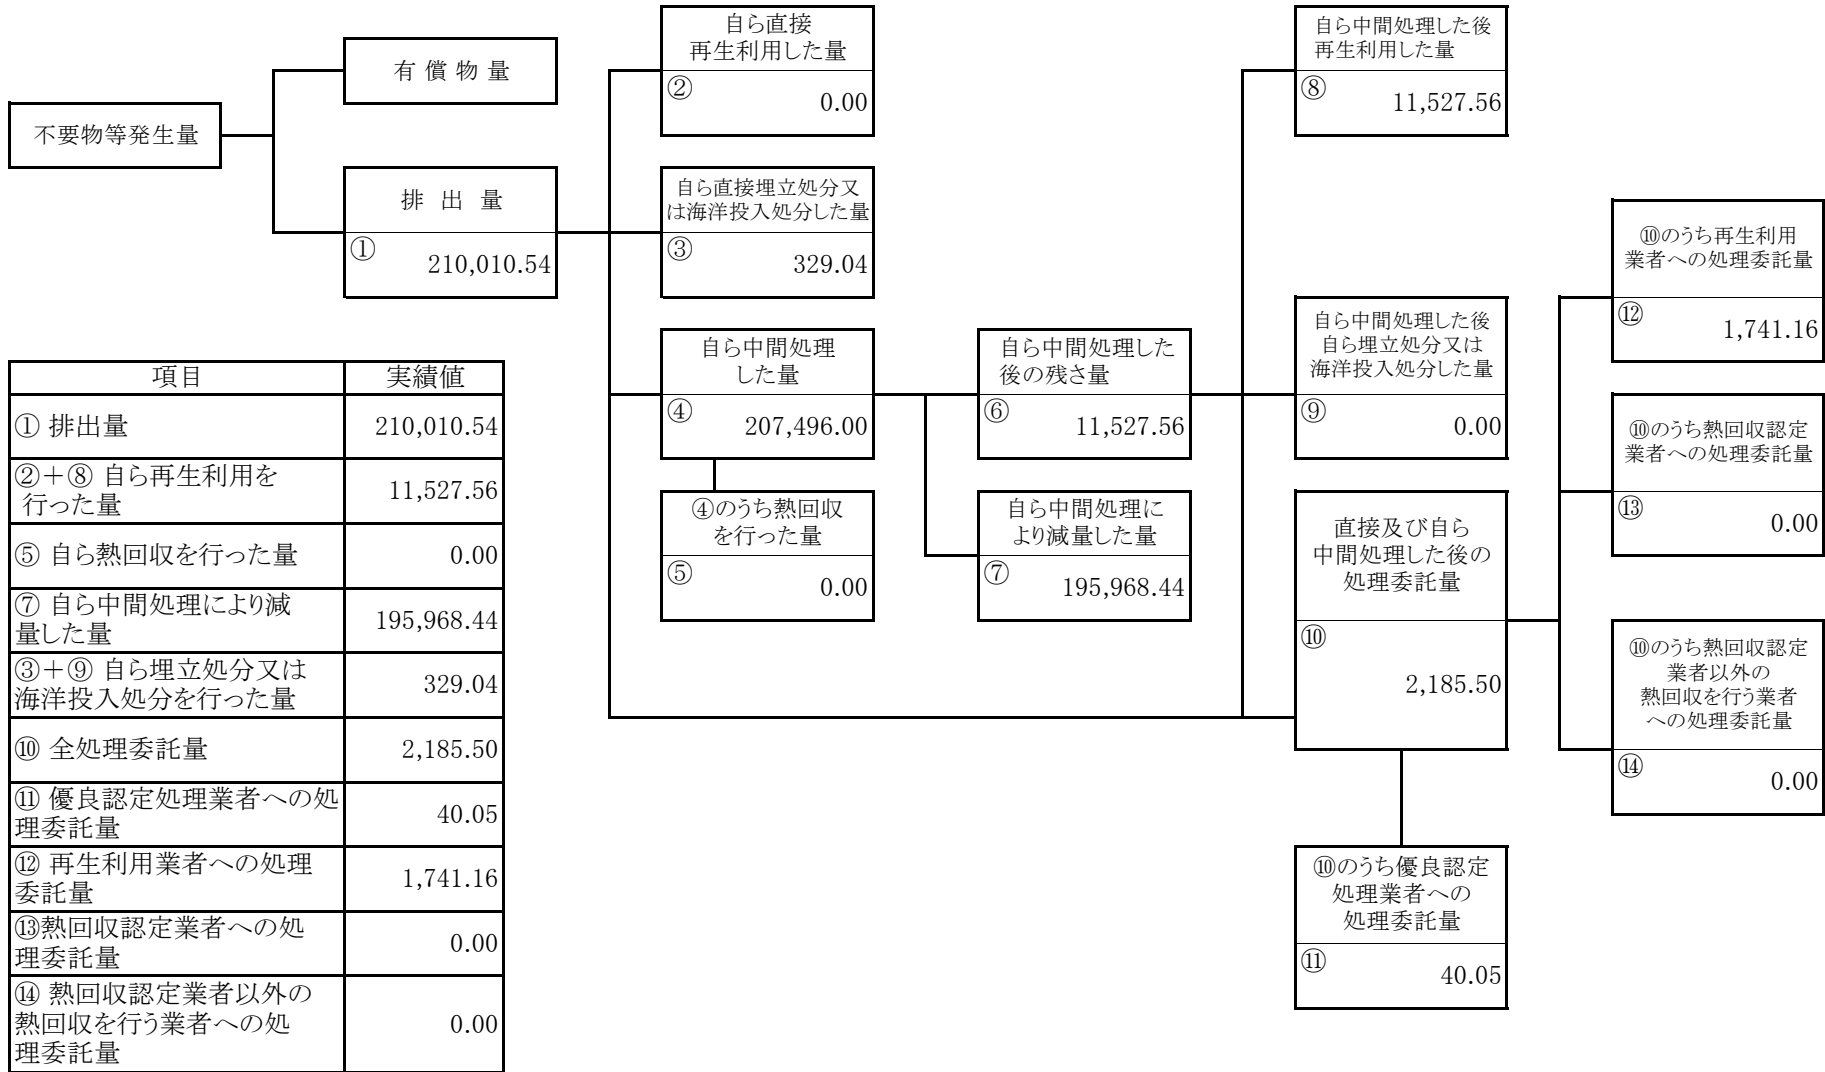 不要物等発生量
有 償 物 量
排 出 量
①
210,010.54
自ら直接
再生利用した量
②
0.00
自ら直接埋立処分又
は海洋投入処分した量
③
329.04
自ら中間処理
した量
④
207,496.00
④のうち熱回収
を行った量
⑤
0.00
自ら中間処理した
後の残さ量
⑥
11,527.56
自ら中間処理に
より減量した量
⑦
195,968.44
自ら中間処理した後
再生利用した量
⑧
11,527.56
自ら中間処理した後
自ら埋立処分又は
海洋投入処分した量
⑨
0.00
直接及び自ら
中間処理した後の
処理委託量
⑩
2,185.50
⑩のうち優良認定
処理業者への
処理委託量
⑪
40.05
⑩のうち再生利用
業者への処理委託量
⑫
1,741.16
⑩のうち熱回収認定
業者への処理委託量
⑬
0.00
⑩のうち熱回収認定
業者以外の
熱回収を行う業者
への処理委託量
⑭
0.00
項目 実績値
① 排出量 210,010.54
②＋⑧ 自ら再生利用を
行った量 11,527.56
⑤ 自ら熱回収を行った量 0.00
⑦ 自ら中間処理により減
量した量 195,968.44
③＋⑨ 自ら埋立処分又は
海洋投入処分を行った量 329.04
⑩ 全処理委託量 2,185.50
⑪ 優良認定処理業者への処
理委託量 40.05
⑫ 再生利用業者への処理
委託量 1,741.16
⑬熱回収認定業者への処
理委託量 0.00
⑭ 熱回収認定業者以外の
熱回収を行う業者への処
理委託量 0.00